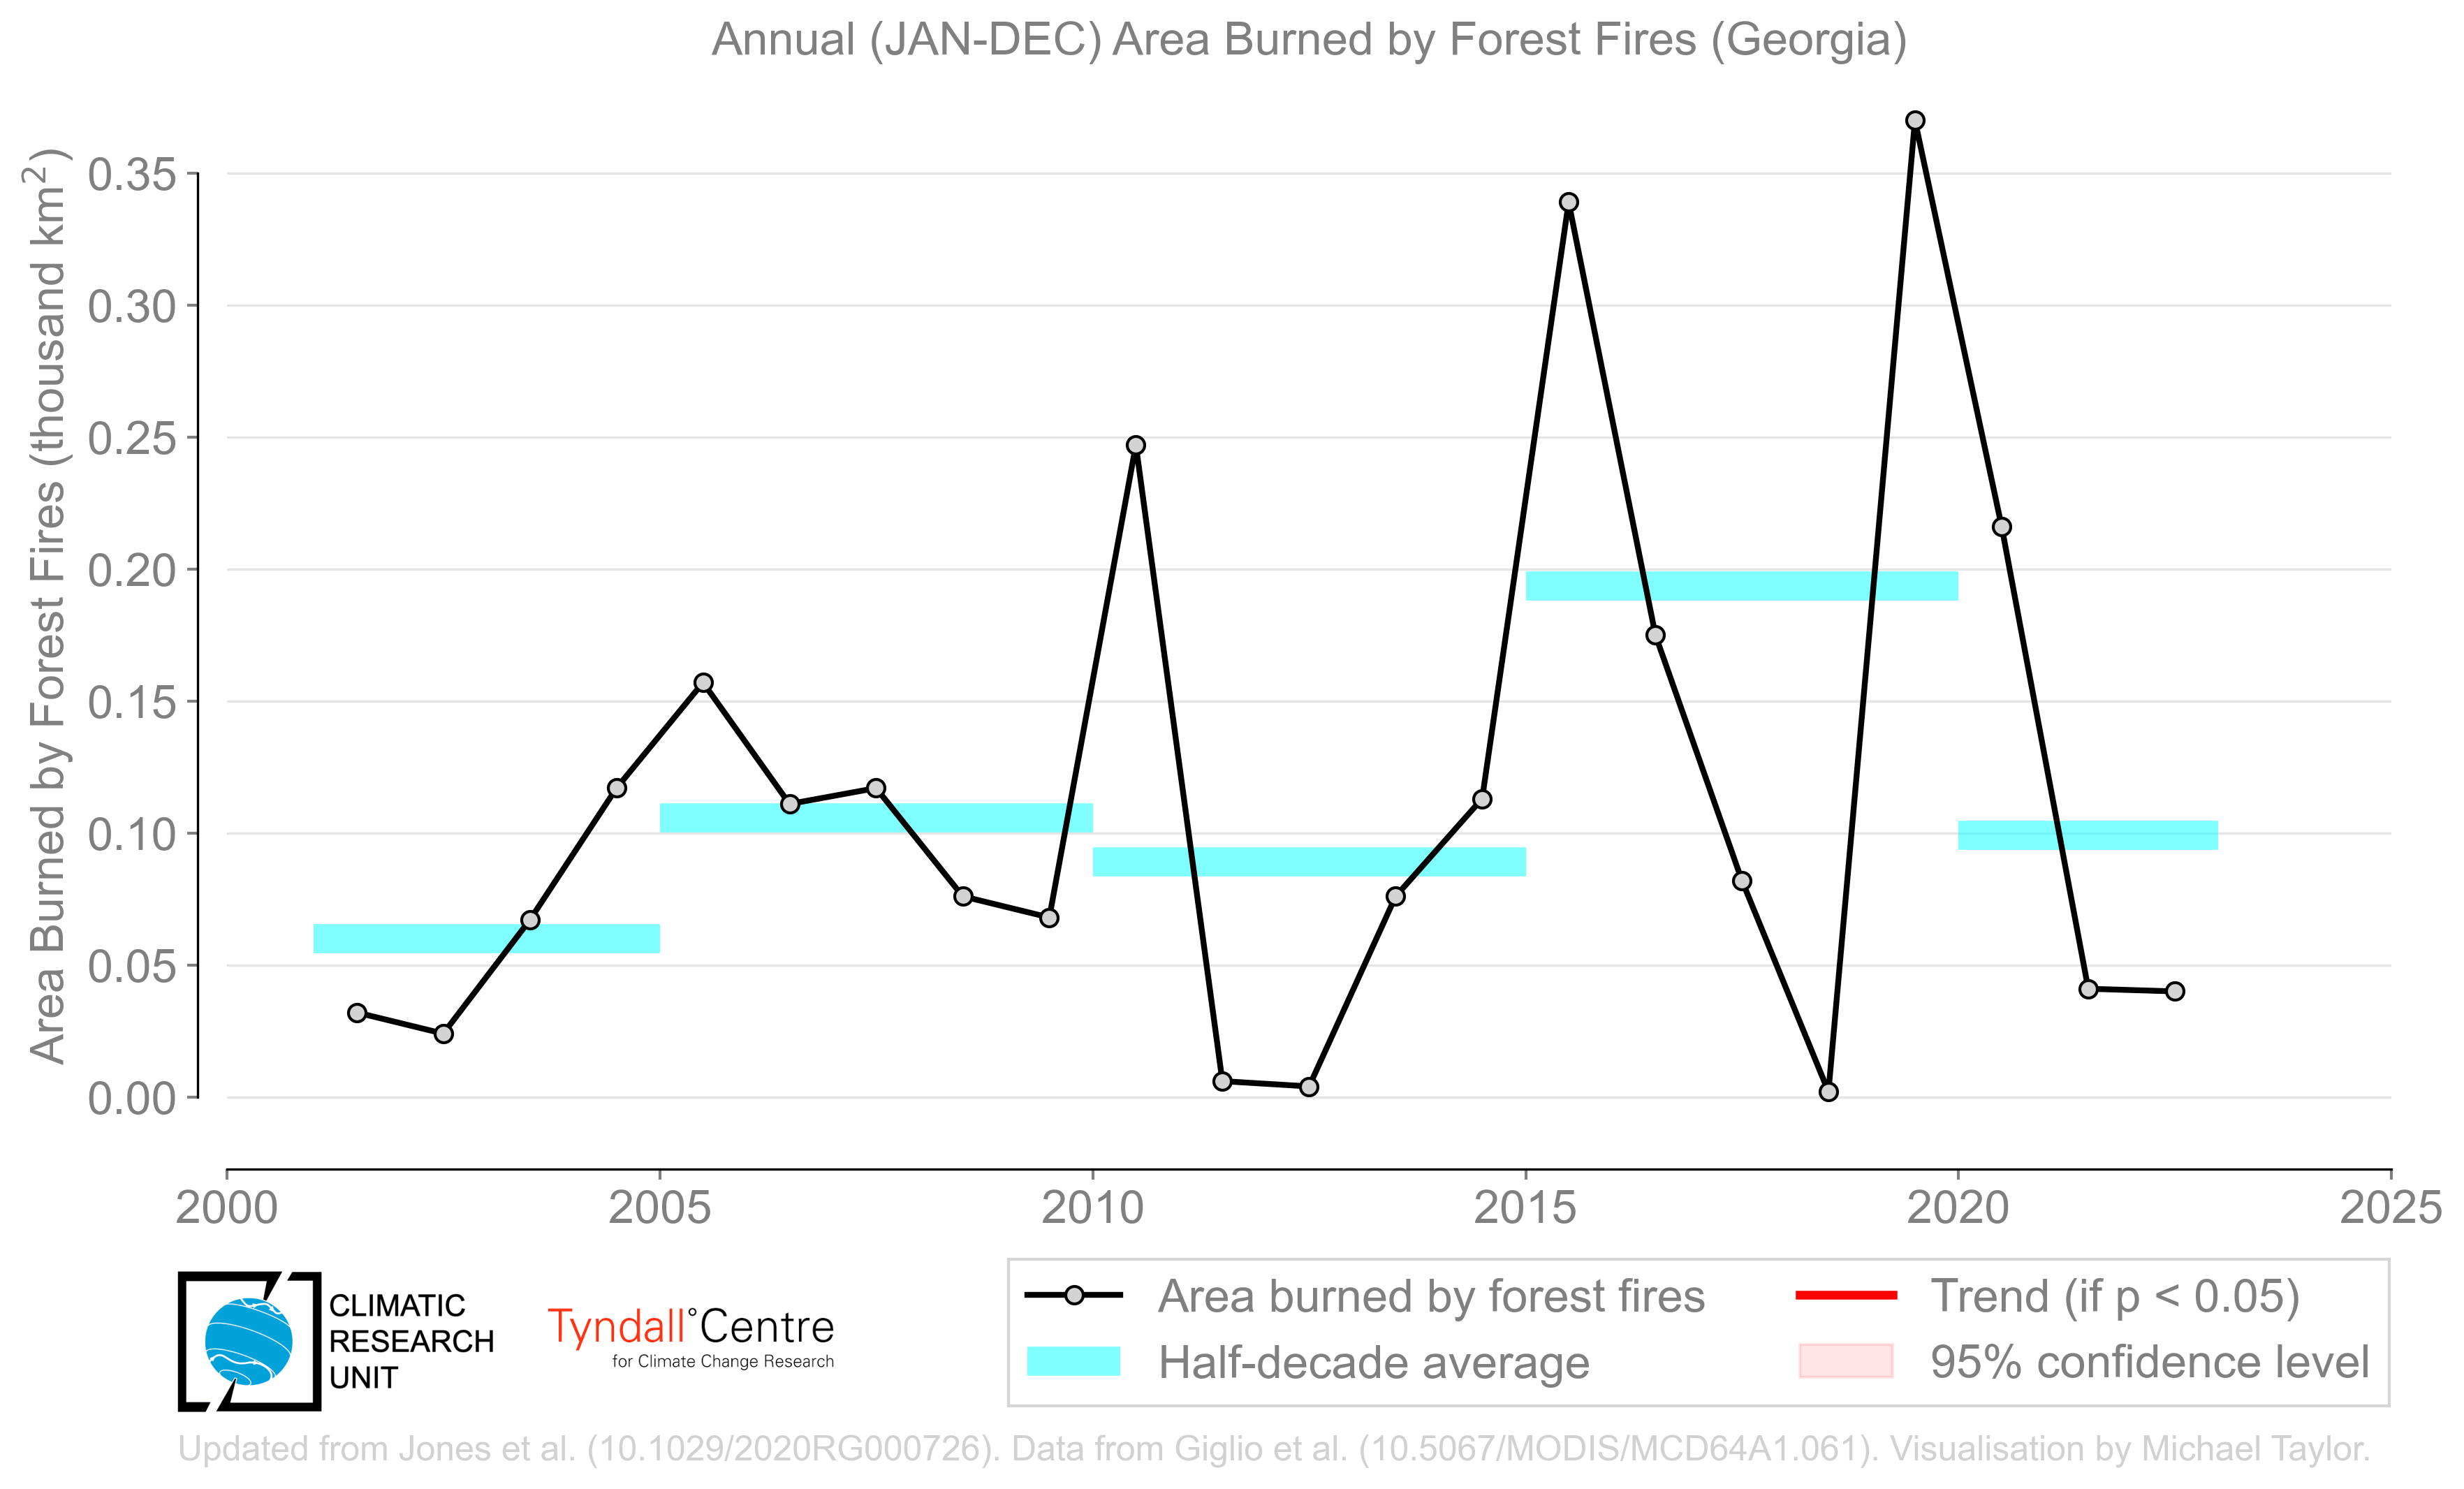 Annual (JAN-DEC) Area Burned by Forest Fires (Georgia)
Area Burned by Forest Fires (thousand km²)
0.35
0.30
0.25
0.20
0.15
0.10
0.05
0.00
2000 2005 2010 2015 2020 2025
CLIMATIC
RESEARCH
UNIT
Tyndall°Centre
for Climate Change Research
Area burned by forest fires
Half-decade average
Trend (if p < 0.05)
95% confidence level
Updated from Jones et al. (10.1029/2020RG000726). Data from Giglio et al. (10.5067/MODIS/MCD64A1.061). Visualisation by Michael Taylor.